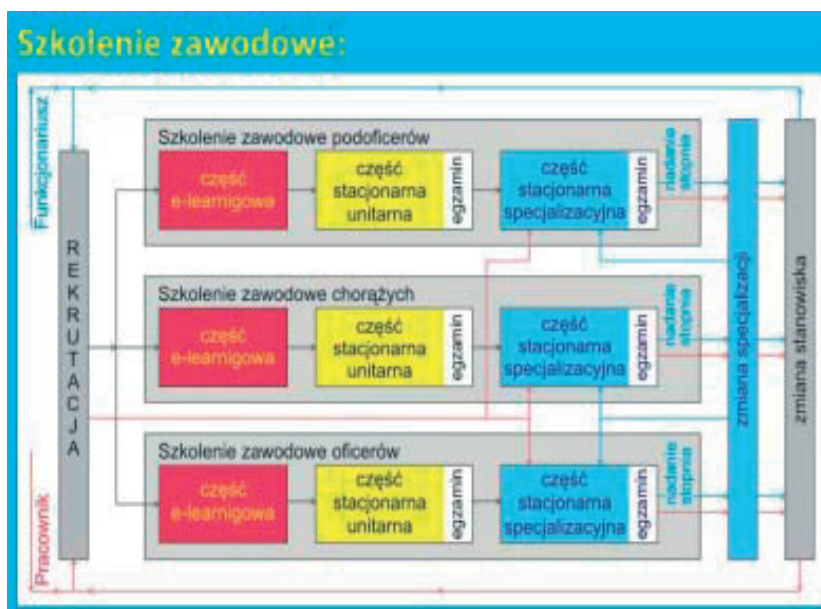 Szkolenie zawodowe:
Funkcjonariusz
REKRUTACJA
Pracownik
Szkolenie zawodowe podoficerów
część
e-learnigowa
część
stacjonarna
unitarna
egzamin
część
stacjonarna
specjalizacyjna
egzamin
nadanie
stopnia
Szkolenie zawodowe chorążych
część
e-learnigowa
część
stacjonarna
unitarna
egzamin
część
stacjonarna
specjalizacyjna
egzamin
nadanie
stopnia
Szkolenie zawodowe oficerów
część
e-learnigowa
część
stacjonarna
unitarna
egzamin
część
stacjonarna
specjalizacyjna
egzamin
nadanie
stopnia
zmiana specjalizacji
zmiana stanowiska